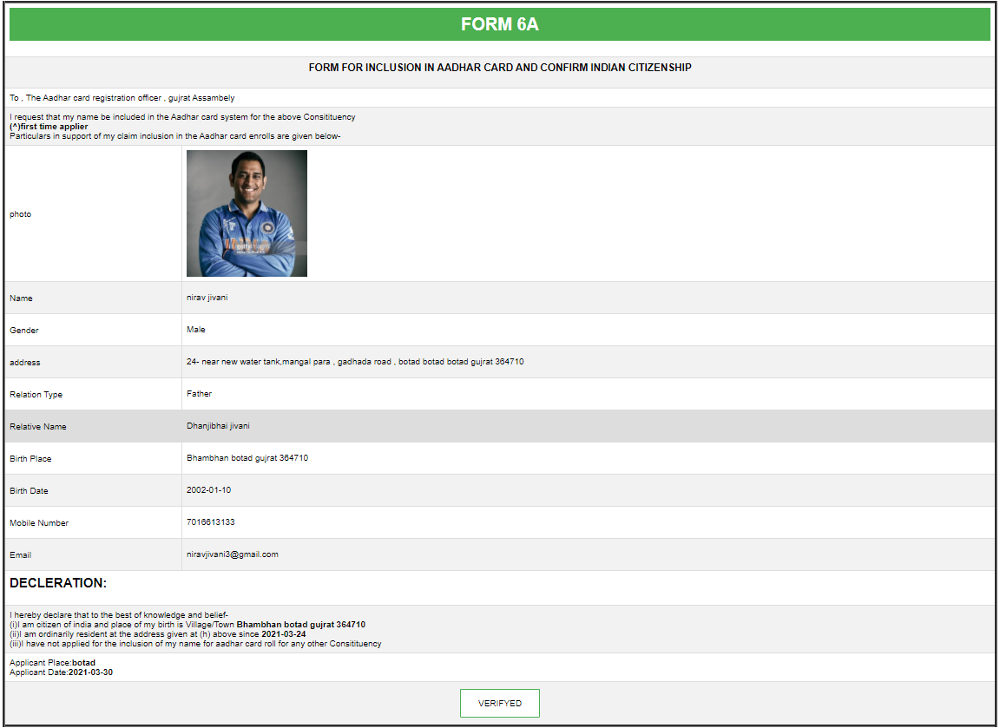 FORM 6A
FORM FOR INCLUSION IN AADHAR CARD AND CONFIRM INDIAN CITIZENSHIP
To , The Aadhar card registration officer , gujrat Assambely
I request that my name be included in the Aadhar card system for the above Consitituency
(^)first time applier
Particulars in support of my claim inclusion in the Aadhar card enrolls are given below-
photo
Name nirav jivani
Gender Male
address 24- near new water tank,mangal para , gadhada road , botad botad botad gujrat 364710
Relation Type Father
Relative Name Dhanjibhai jivani
Birth Place Bhambhan botad gujrat 364710
Birth Date 2002-01-10
Mobile Number 7016613133
Email niravjivani3@gmail.com
DECLERATION:
I hereby declare that to the best of knowledge and belief-
(i)I am citizen of india and place of my birth is Village/Town Bhambhan botad gujrat 364710
(ii)I am ordinarily resident at the address given at (h) above since 2021-03-24
(iii)I have not applied for the inclusion of my name for aadhar card roll for any other Consitituency
Applicant Place:botad
Applicant Date:2021-03-30
VERIFYED